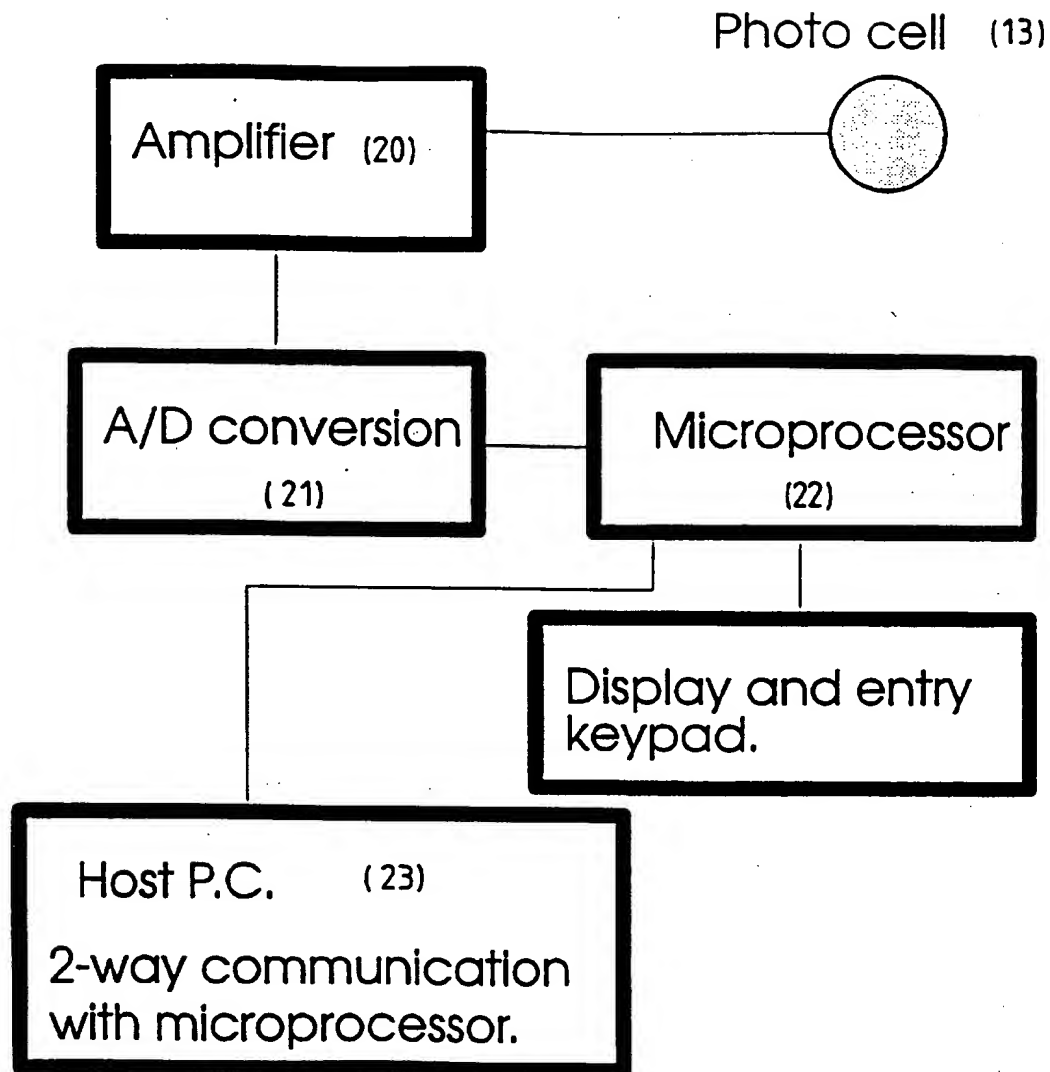 Photo cell (13)
Amplifier (20)
A/D conversion
(21)
Microprocessor
(22)
Display and entry
keypad.
Host P.C. (23)
2-way communication
with microprocessor.